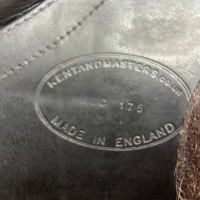 KENTANDMASTERS.CO.UK
175
MADE IN ENGLAND